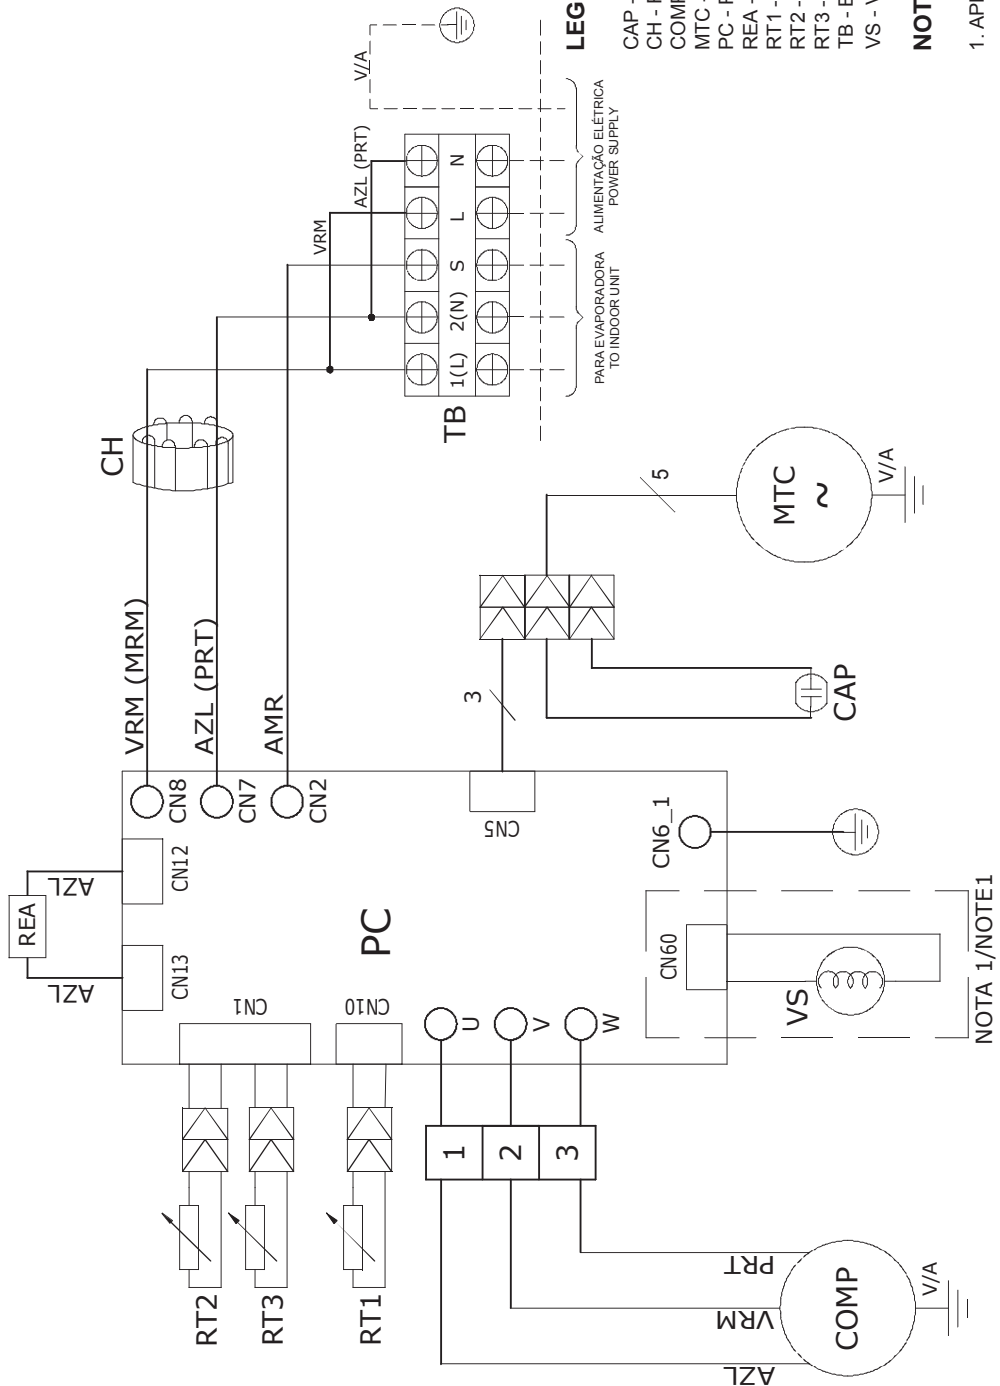 REA
AZL
AZL
CN13
CN12
CN1
CN10
RT2
RT3
RT1
PC
CN8
CN7
CN2
VRM (MRM)
AZL (PRT)
AMR
CH
V/A
AZL (PRT)
VRM
TB
1(L)
2(N)
S
L
N
PARA EVAPORADORA
TO INDOOR UNIT
ALIMENTAÇÃO ELÉTRICA
POWER SUPPLY
U
V
W
1
2
3
AZL
VRM
PRT
COMP
V/A
CN5
3
5
CAP
MTC
~
V/A
CN6_1
CN60
VS
NOTA 1/NOTE1
LEG
CAP -
CH - 
COMP
MTC -
PC - 
REA -
RT1 -
RT2 -
RT3 -
TB - 
VS - 
NOT
1. AP